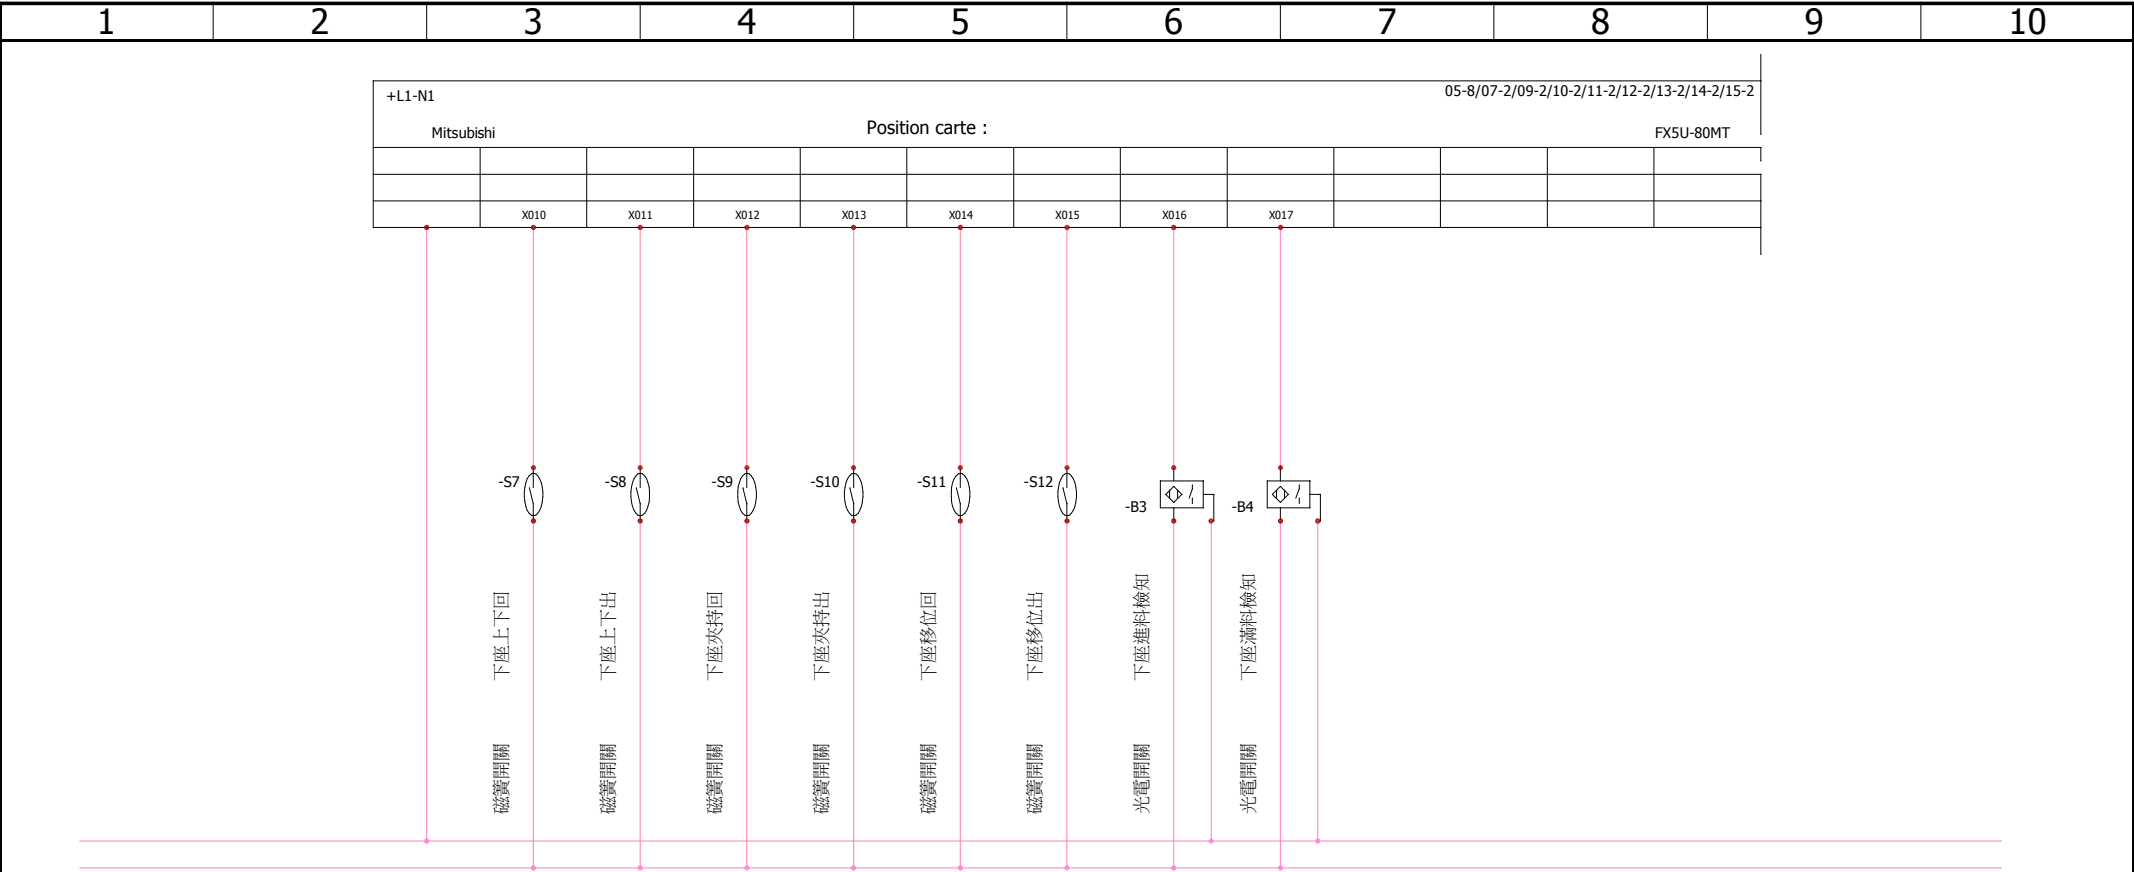 1 2 3 4 5 6 7 8 9 10
+L1-N1 05-8/07-2/09-2/10-2/11-2/12-2/13-2/14-2/15-2
Mitsubishi Position carte : FX5U-80MT
X010 X011 X012 X013 X014 X015 X016 X017
-S7 -S8 -S9 -S10 -S11 -S12 -B3 -B4
下座上下回
下座上下出
下座夾持回
下座夾持出
下座移位回
下座移位出
下座進料檢知
下座滿料檢知
磁簧開關
磁簧開關
磁簧開關
磁簧開關
磁簧開關
磁簧開關
光電開關
光電開關